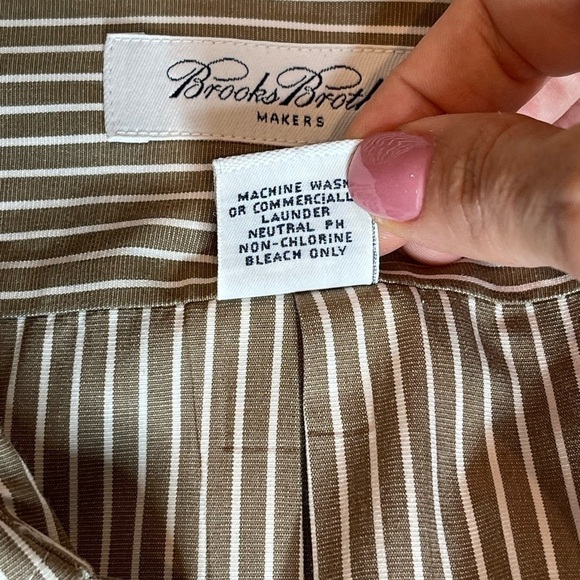 Brooks Broth
MAKERS
MACHINE WASH
OR COMMERCIALL
LAUNDER
NEUTRAL PH
NON-CHLORINE
BLEACH ONLY